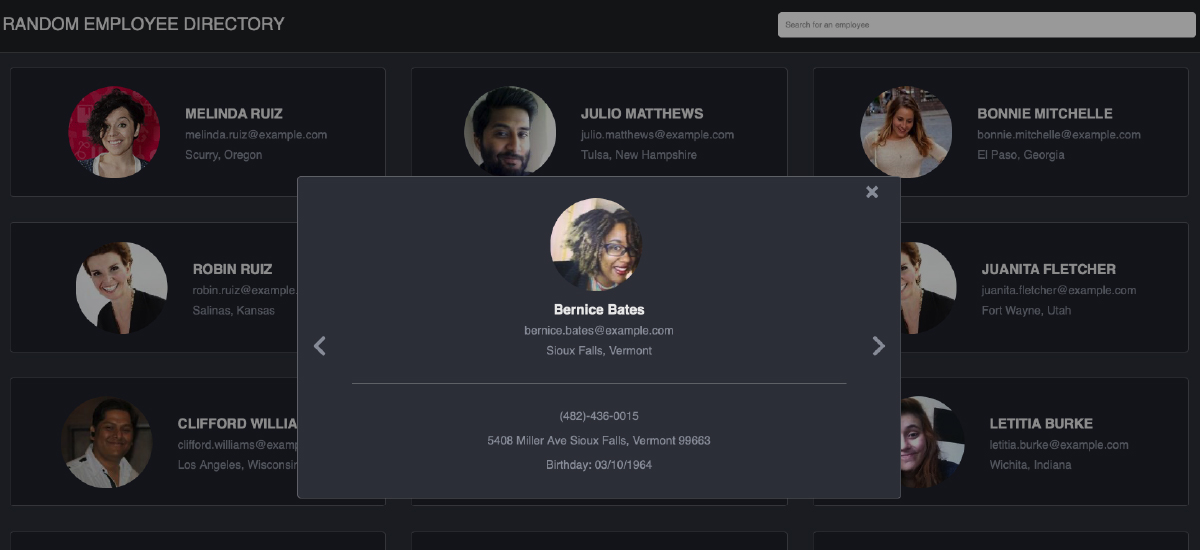 RANDOM EMPLOYEE DIRECTORY
Search for an employee
MELINDA RUIZ
melinda.ruiz@example.com
Scurry, Oregon
JULIO MATTHEWS
julio.matthews@example.com
Tulsa, New Hampshire
BONNIE MITCHELLE
bonnie.mitchelle@example.com
El Paso, Georgia
ROBIN RUIZ
robin.ruiz@example.
Salinas, Kansas
Bernice Bates
bernice.bates@example.com
Sioux Falls, Vermont
(482)-436-0015
5408 Miller Ave Sioux Falls, Vermont 99663
Birthday: 03/10/1964
JUANITA FLETCHER
juanita.fletcher@example.com
Fort Wayne, Utah
CLIFFORD WILLIA
clifford.williams@examp
Los Angeles, Wisconsin
LETITIA BURKE
letitia.burke@example.com
Wichita, Indiana